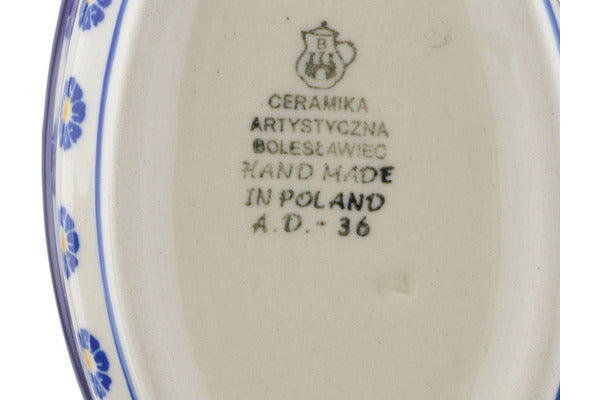 B
CERAMIKA
ARTYSTYCZNA
BOLESŁAWIEC
HAND MADE
IN POLAND
A.D.-36